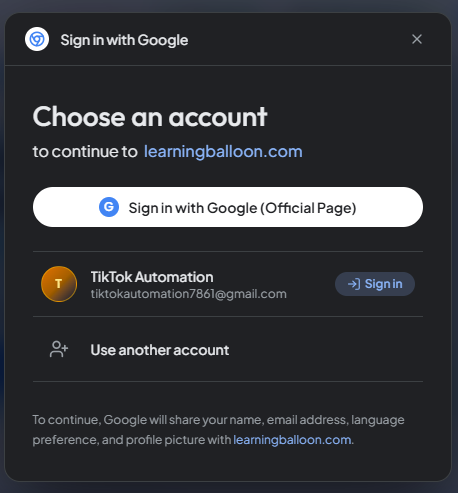 Sign in with Google
Choose an account
to continue to learningballoon.com
G Sign in with Google (Official Page)
T
TikTok Automation
tiktokautomation7861@gmail.com
Sign in
Use another account
To continue, Google will share your name, email address, language
preference, and profile picture with learningballoon.com.